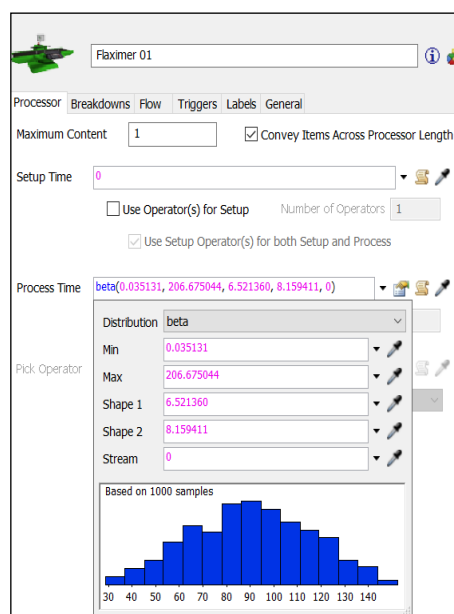 Flaximer 01
Processor Breakdowns Flow Triggers Labels General
Maximum Content 1 Convey Items Across Processor Length
Setup Time 0
Use Operator(s) for Setup Number of Operators 1
Use Setup Operator(s) for both Setup and Process
Process Time beta(0.035131, 206.675044, 6.521360, 8.159411, 0)
Distribution beta
Min 0.035131
Pick Operator
Max 206.675044
Shape 1 6.521360
Shape 2 8.159411
Stream 0
Based on 1000 samples
30 40 50 60 70 80 90 100 110 120 130 140